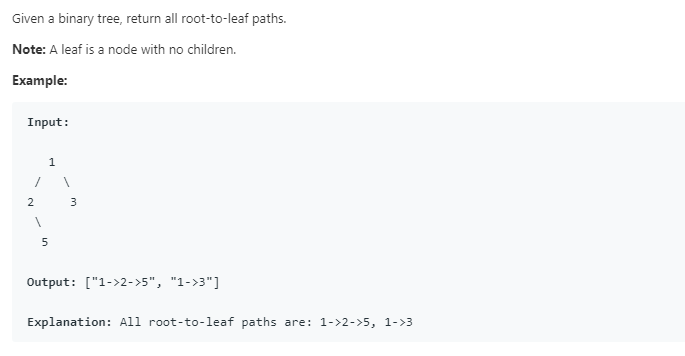 Given a binary tree, return all root-to-leaf paths.
Note: A leaf is a node with no children.
Example:
Input:
   1
 /   \
2     3
 \
  5
Output: ["1->2->5", "1->3"]
Explanation: All root-to-leaf paths are: 1->2->5, 1->3